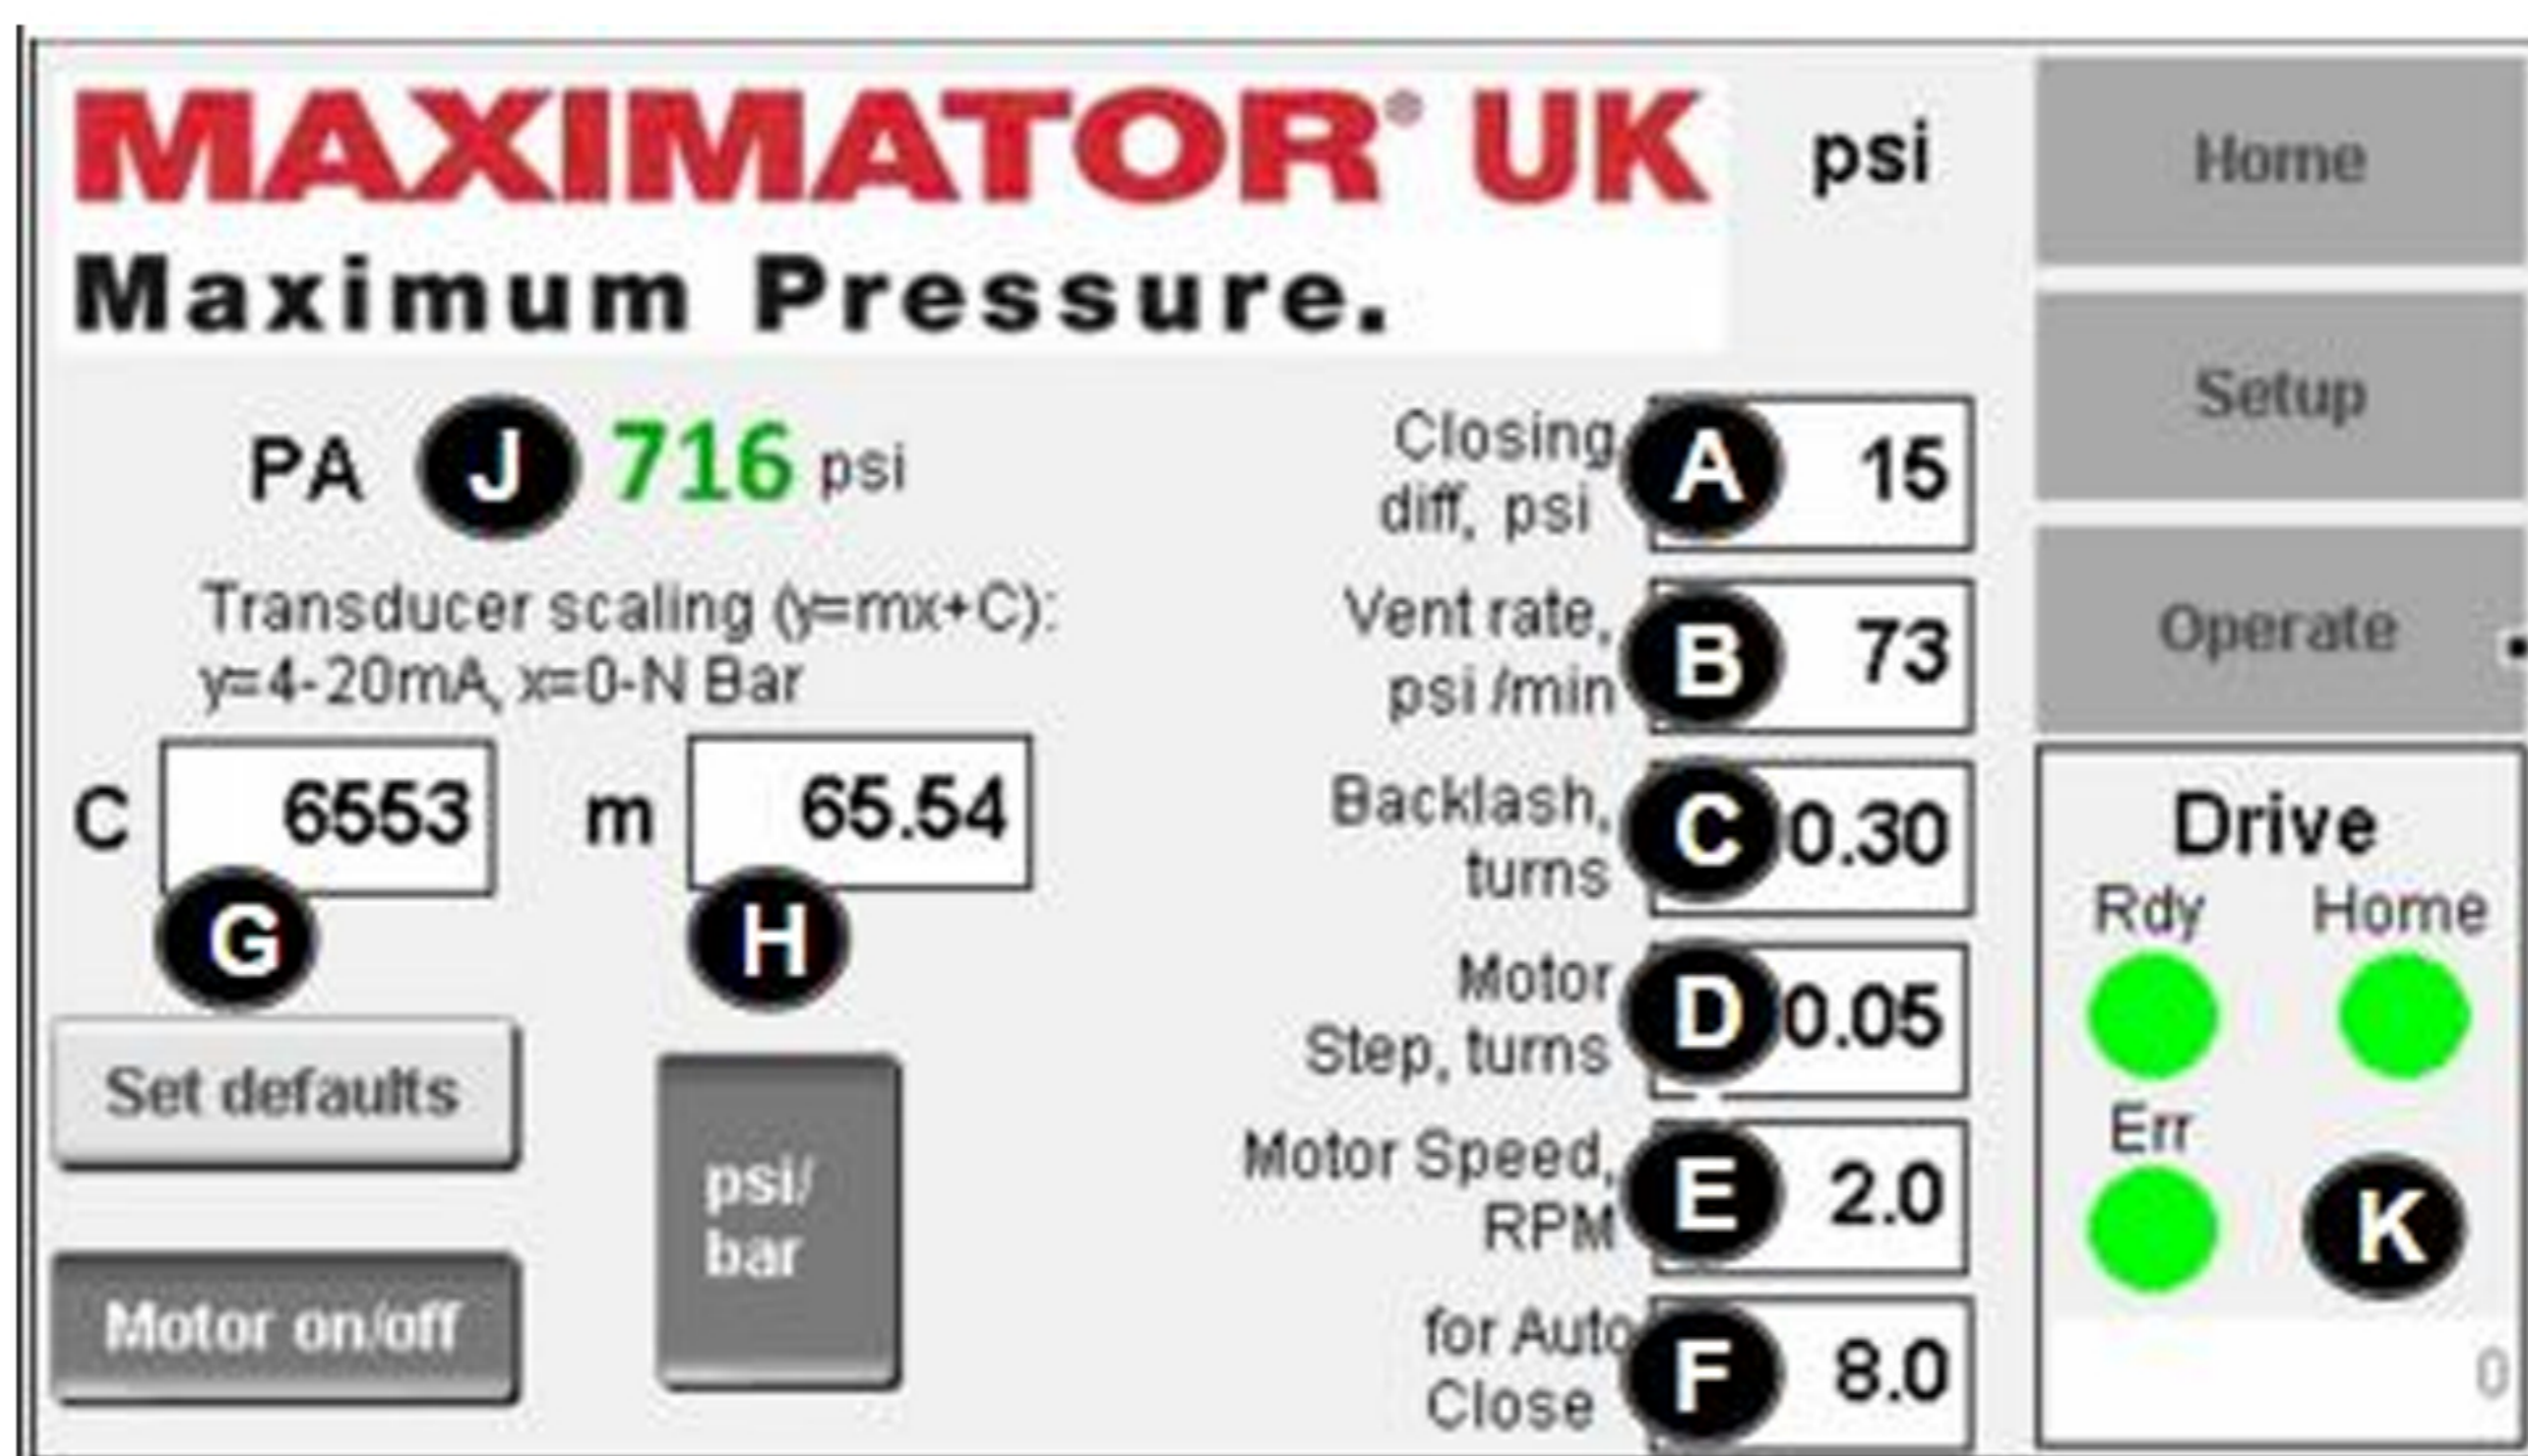 MAXIMATOR® UK
Maximum Pressure.
psi
Home
Setup
Operate
PA J 716 psi
Transducer scaling (y=mx+C):
y=4-20mA, x=0-N Bar
C 6553 m 65.54
G H
Set defaults
Motor on/off
psi/
bar
Closing
diff, psi A 15
Vent rate,
psi /min B 73
Backlash,
turns C 0.30
Motor
Step, turns D 0.05
Motor Speed,
RPM E 2.0
for Auto
Close F 8.0
Drive
Rdy Home
Err
K
0